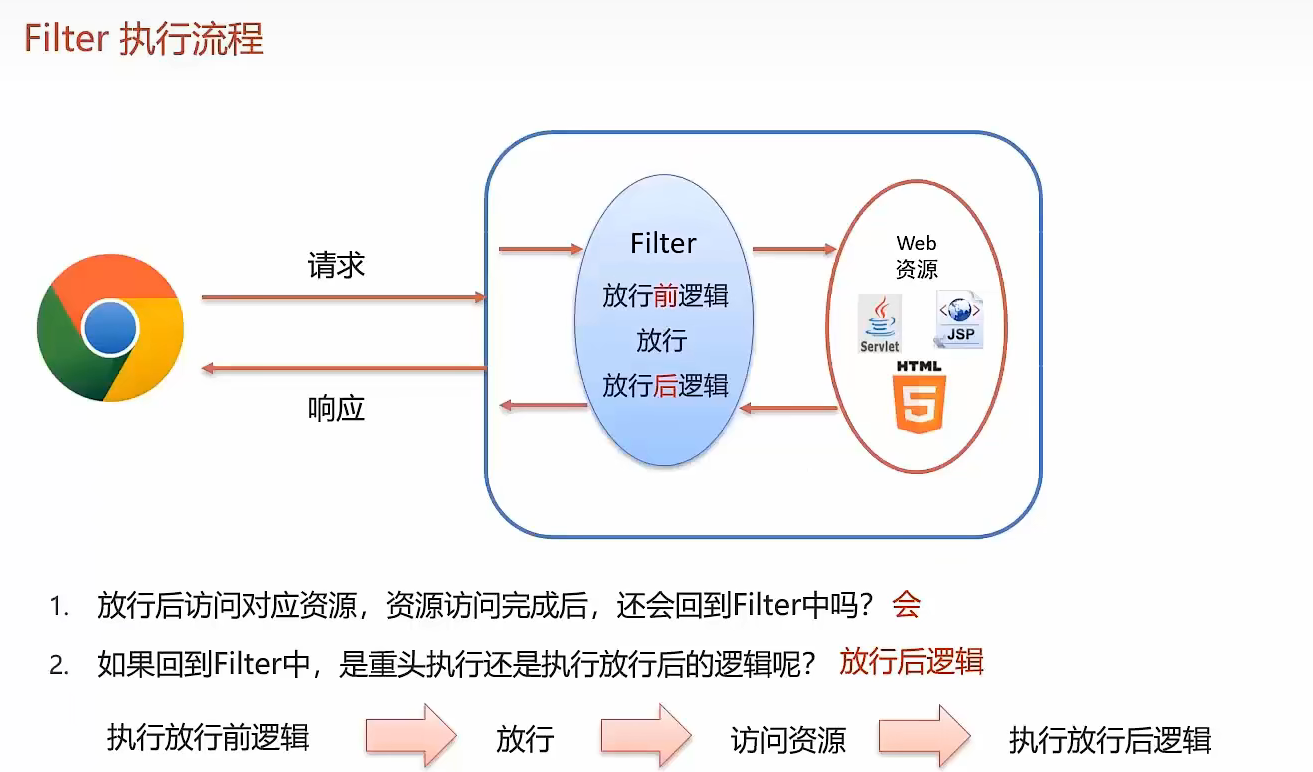 Filter 执行流程
请求
响应
Filter
放行前逻辑
放行
放行后逻辑
Web
资源
Servlet
JSP
HTML
5
1. 放行后访问对应资源，资源访问完成后，还会回到Filter中吗？ 会
2. 如果回到Filter中，是重头执行还是执行放行后的逻辑呢？ 放行后逻辑
执行放行前逻辑 放行 访问资源 执行放行后逻辑